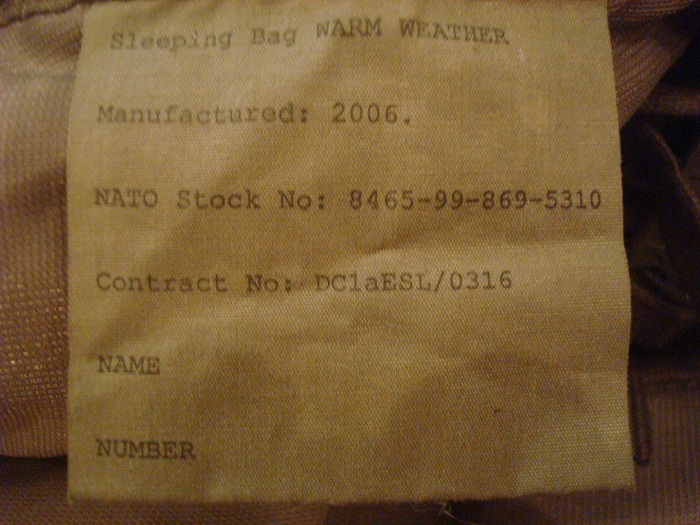 Sleeping Bag WARM WEATHER
Manufactured: 2006.
NATO Stock No: 8465-99-869-5310
Contract No: DC1aESL/0316
NAME
NUMBER